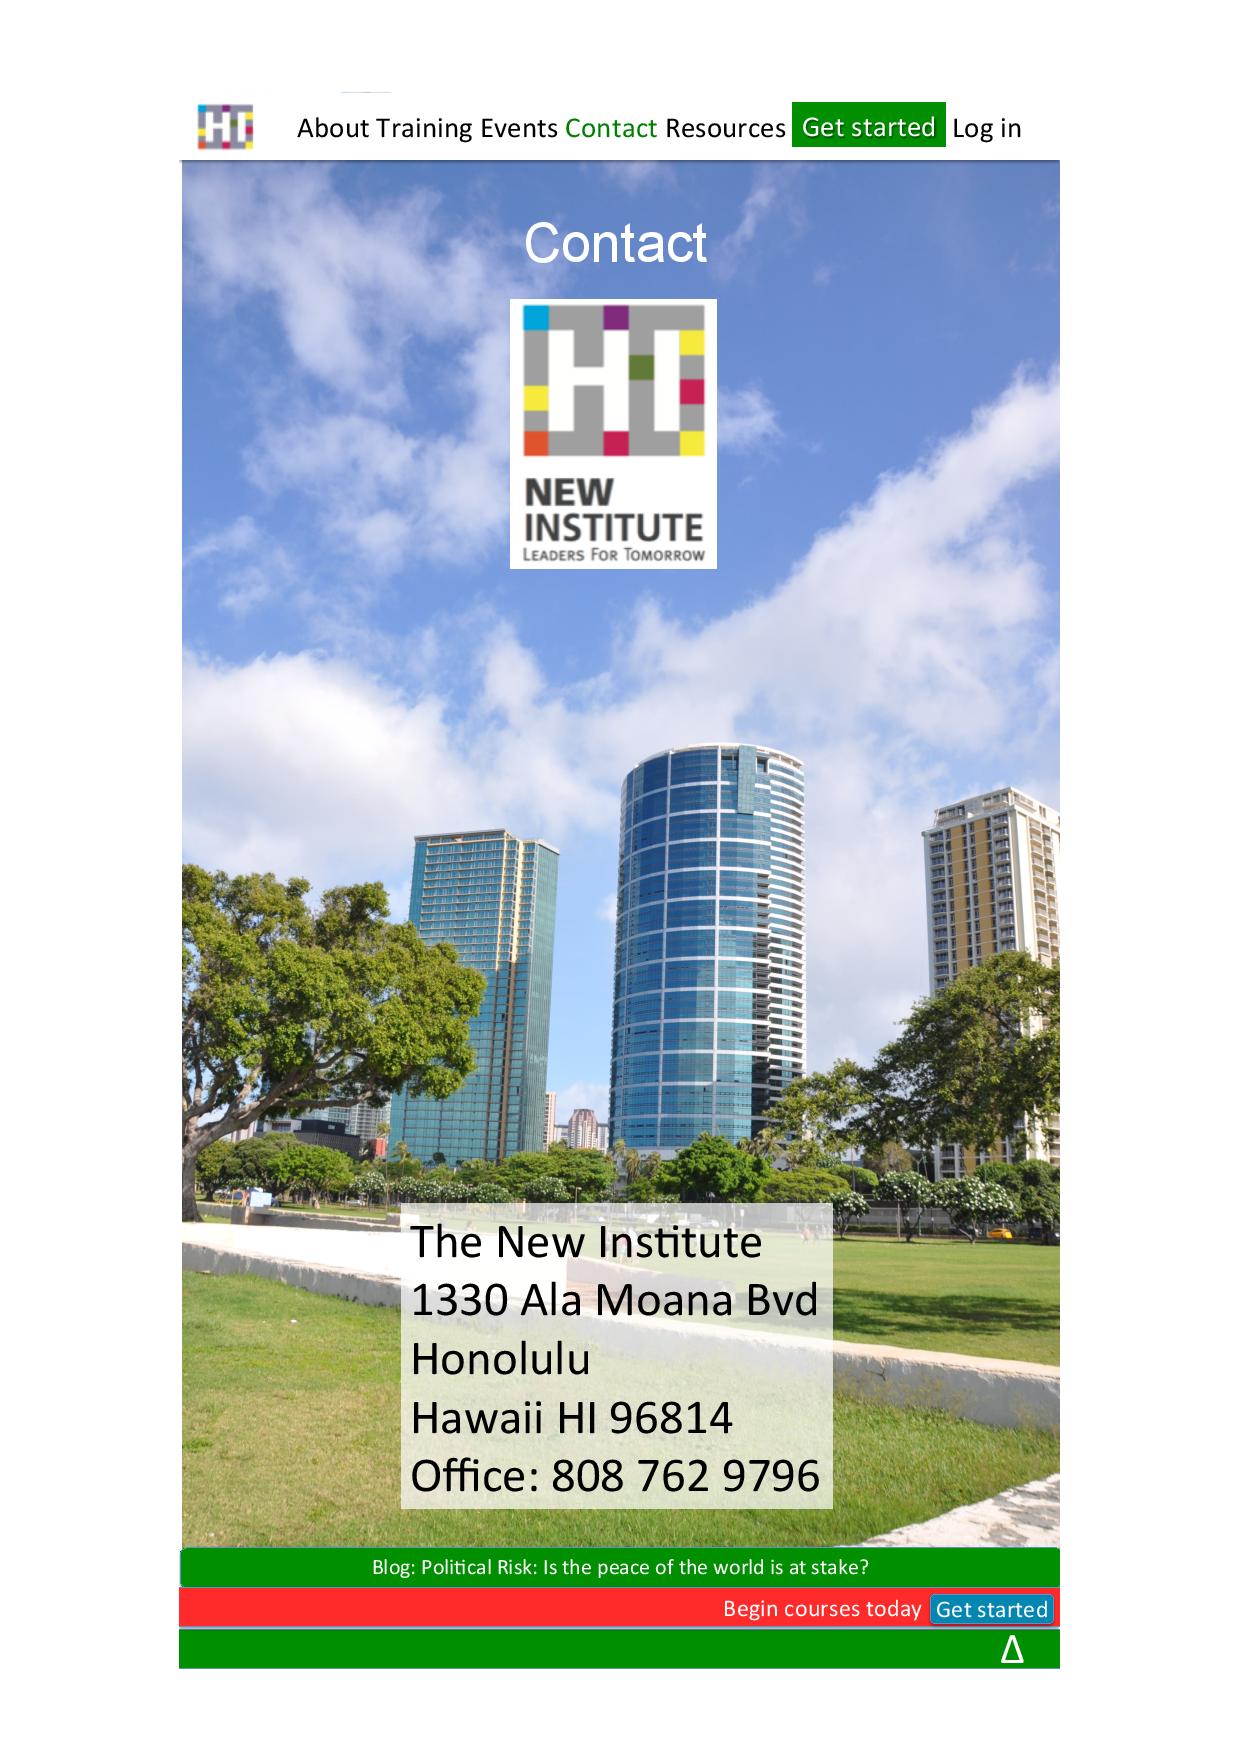 HI
About Training Events Contact Resources Get started Log in
Contact
HI
NEW
INSTITUTE
LEADERS FOR TOMORROW
The New Institute
1330 Ala Moana Bvd
Honolulu
Hawaii HI 96814
Office: 808 762 9796
Blog: Political Risk: Is the peace of the world is at stake?
Begin courses today Get started
Δ